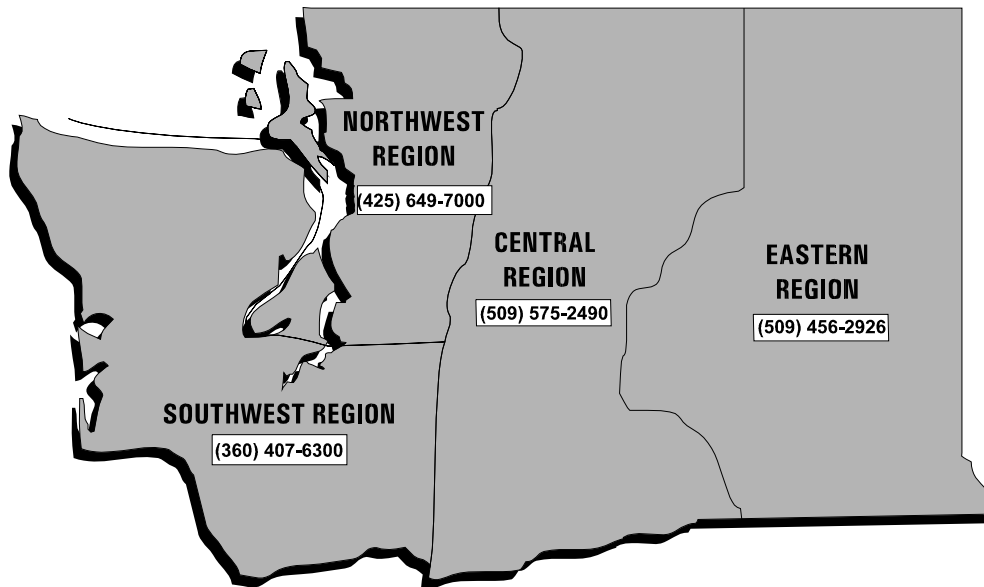 NORTHWEST
REGION
(425) 649-7000
CENTRAL
REGION
(509) 575-2490
EASTERN
REGION
(509) 456-2926
SOUTHWEST REGION
(360) 407-6300